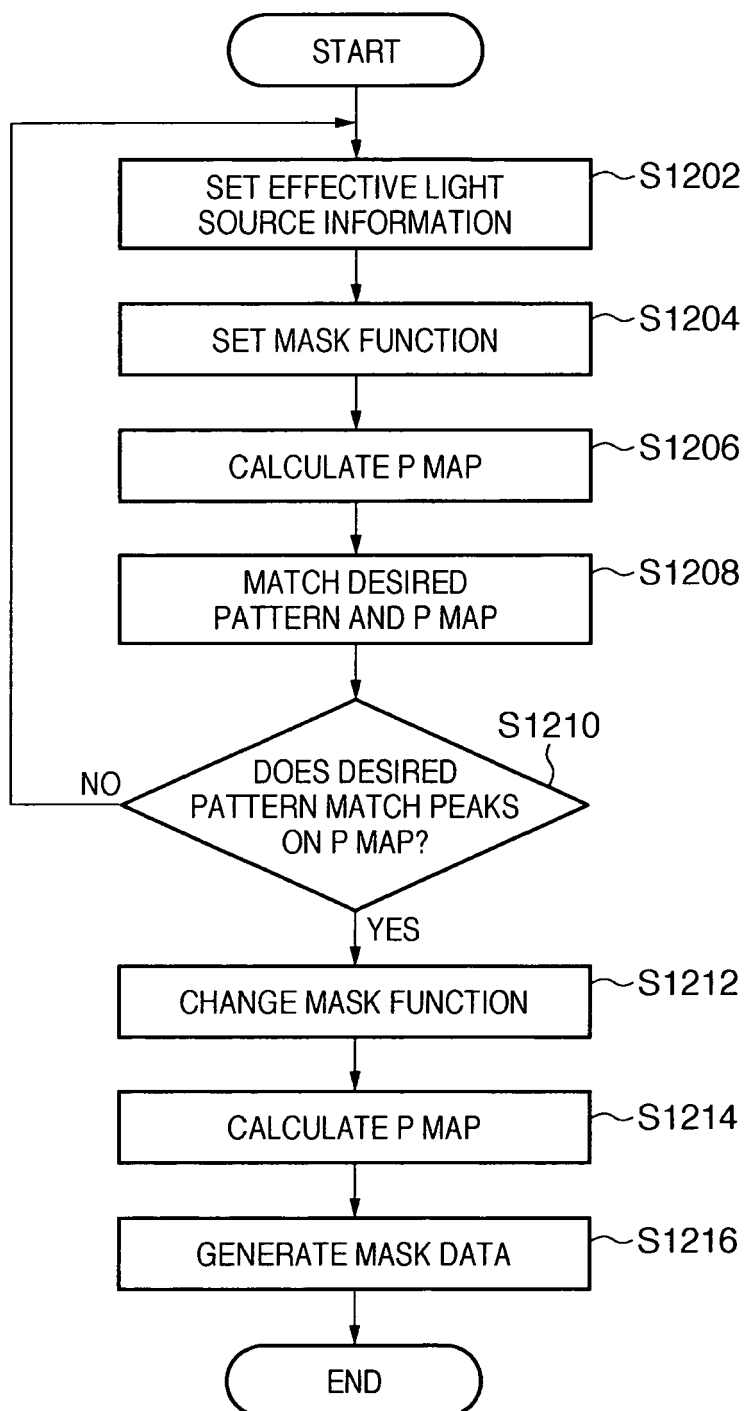 START
SET EFFECTIVE LIGHT
SOURCE INFORMATION
S1202
SET MASK FUNCTION
S1204
CALCULATE P MAP
S1206
MATCH DESIRED
PATTERN AND P MAP
S1208
S1210
DOES DESIRED
PATTERN MATCH PEAKS
ON P MAP?
NO
YES
CHANGE MASK FUNCTION
S1212
CALCULATE P MAP
S1214
GENERATE MASK DATA
S1216
END